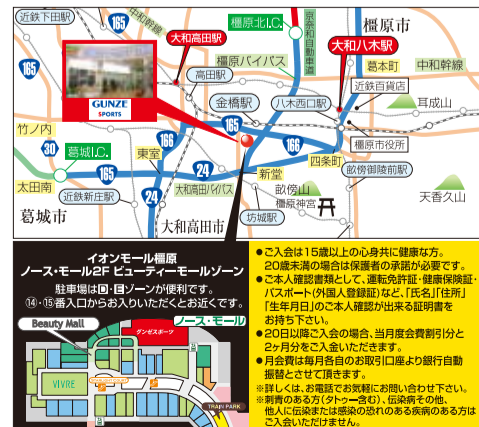 近鉄下田駅
中和幹線
165
橿原北I.C.
京奈和自動車道
橿原市
大和高田駅
大和八木駅
165
高田駅
橿原バイパス
葛本町
中和幹線
近鉄百貨店
GUNZE
SPORTS
金橋駅
八木西口駅
耳成山
竹ノ内
165
166
橿原市役所
30
葛城I.C.
東室
166
四条町
165
24
新堂
畝傍御陵前駅
太田南
近鉄新庄駅
大和高田バイパス
畝傍山
橿原神宮
天香久山
24
葛城市
大和高田市
坊城駅
イオンモール橿原
ノース・モール2F ビューティーモールゾーン
駐車場はD・Eゾーンが便利です。
⑭・⑮番入口からお入りいただくとお近くです。
Beauty Mall
グンゼスポーツ
ノース・モール
VIVRE
TRAIN PARK
●ご入会は15歳以上の心身共に健康な方。
20歳未満の場合は保護者の承諾が必要です。
●ご本人確認書類として、運転免許証・健康保険証・
パスポート(外国人登録証)など、「氏名」「住所」
「生年月日」のご本人確認が出来る証明書を
お持ち下さい。
●20日以降ご入会の場合、当月度会費割引分と
2ヶ月分をご入金いただきます。
●月会費は毎月各自のお取引口座より銀行自動
振替とさせて頂きます。
※詳しくは、お電話でお気軽にお問い合わせ下さい。
※刺青のある方(タトゥー含む)、伝染病その他、
他人に伝染または感染の恐れのある疾病のある方は
ご入会いただけません。